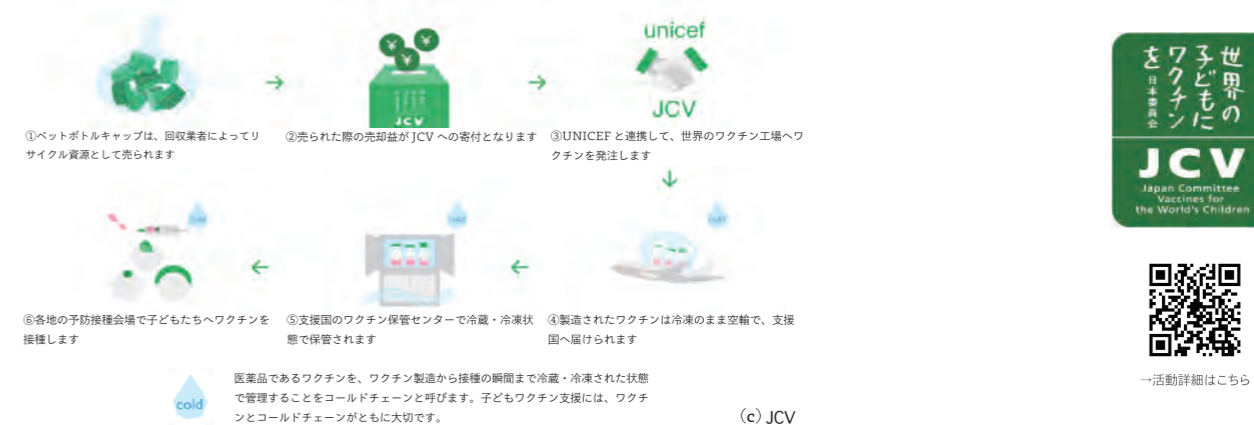 ①ペットボトルキャップは、回収業者によってリ
サイクル資源として売られます
JCV
②売られた際の売却益が JCV への寄付となります
unicef
JCV
③UNICEF と連携して、世界のワクチン工場へワ
クチンを発注します
cold
④製造されたワクチンは冷凍のまま空輸で、支援
国へ届けられます
cold
⑤支援国のワクチン保管センターで冷蔵・冷凍状
態で保管されます
cold
⑥各地の予防接種会場で子どもたちへワクチンを
接種します
cold
医薬品であるワクチンを、ワクチン製造から接種の瞬間まで冷蔵・冷凍された状態
で管理することをコールドチェーンと呼びます。子どもワクチン支援には、ワクチ
ンとコールドチェーンがともに大切です。
(c) JCV
世界の
子どもに
ワクチン
を 日本委員会
JCV
Japan Committee
Vaccines for
the World's Children
→活動詳細はこちら